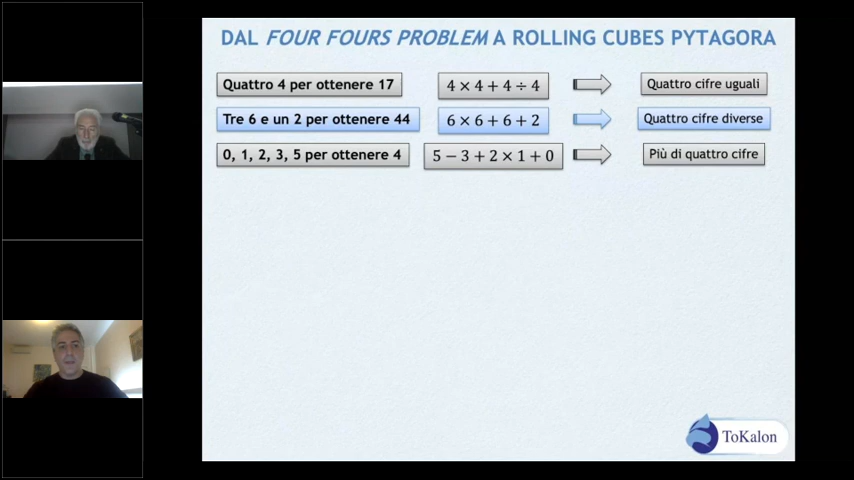 DAL FOUR FOURS PROBLEM A ROLLING CUBES PYTAGORA
Quattro 4 per ottenere 17 4 × 4 + 4 ÷ 4 Quattro cifre uguali
Tre 6 e un 2 per ottenere 44 6 × 6 + 6 + 2 Quattro cifre diverse
0, 1, 2, 3, 5 per ottenere 4 5 − 3 + 2 × 1 + 0 Più di quattro cifre
ToKalon